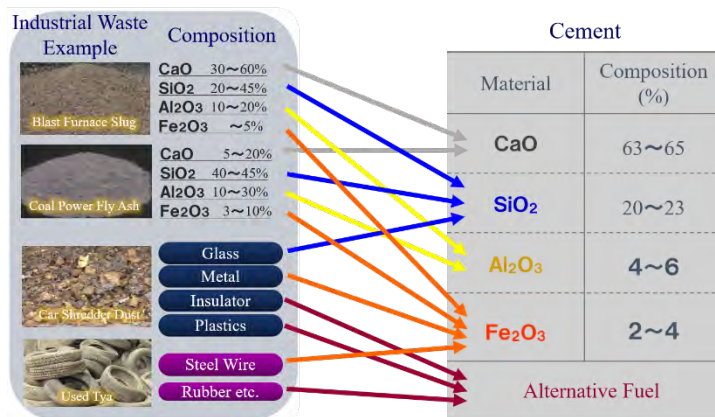 Industrial Waste
Example
Composition
Blast Furnace Slug
CaO 30～60%
SiO2 20～45%
Al2O3 10～20%
Fe2O3 ～5%
Coal Power Fly Ash
CaO 5～20%
SiO2 40～45%
Al2O3 10～30%
Fe2O3 3～10%
Car Shredder Dust
Glass
Metal
Insulator
Plastics
Used Tya
Steel Wire
Rubber etc.
Cement
Material Composition
(%)
CaO 63～65
SiO2 20～23
Al2O3 4～6
Fe2O3 2～4
Alternative Fuel